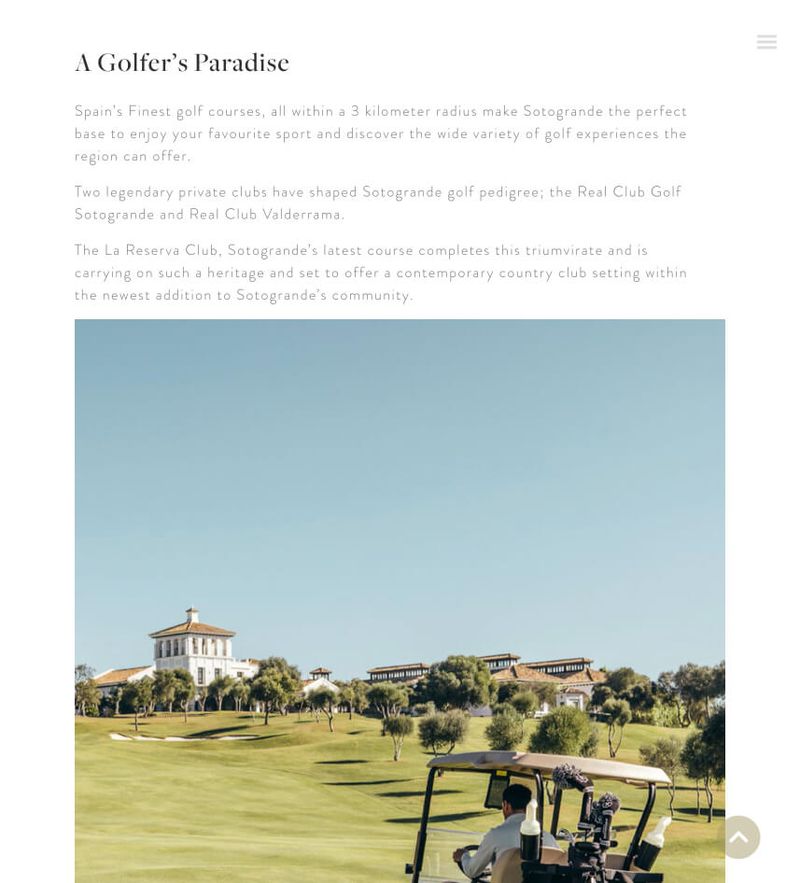 A Golfer’s Paradise
Spain’s Finest golf courses, all within a 3 kilometer radius make Sotogrande the perfect
base to enjoy your favourite sport and discover the wide variety of golf experiences the
region can offer.
Two legendary private clubs have shaped Sotogrande golf pedigree; the Real Club Golf
Sotogrande and Real Club Valderrama.
The La Reserva Club, Sotogrande’s latest course completes this triumvirate and is
carrying on such a heritage and set to offer a contemporary country club setting within
the newest addition to Sotogrande’s community.